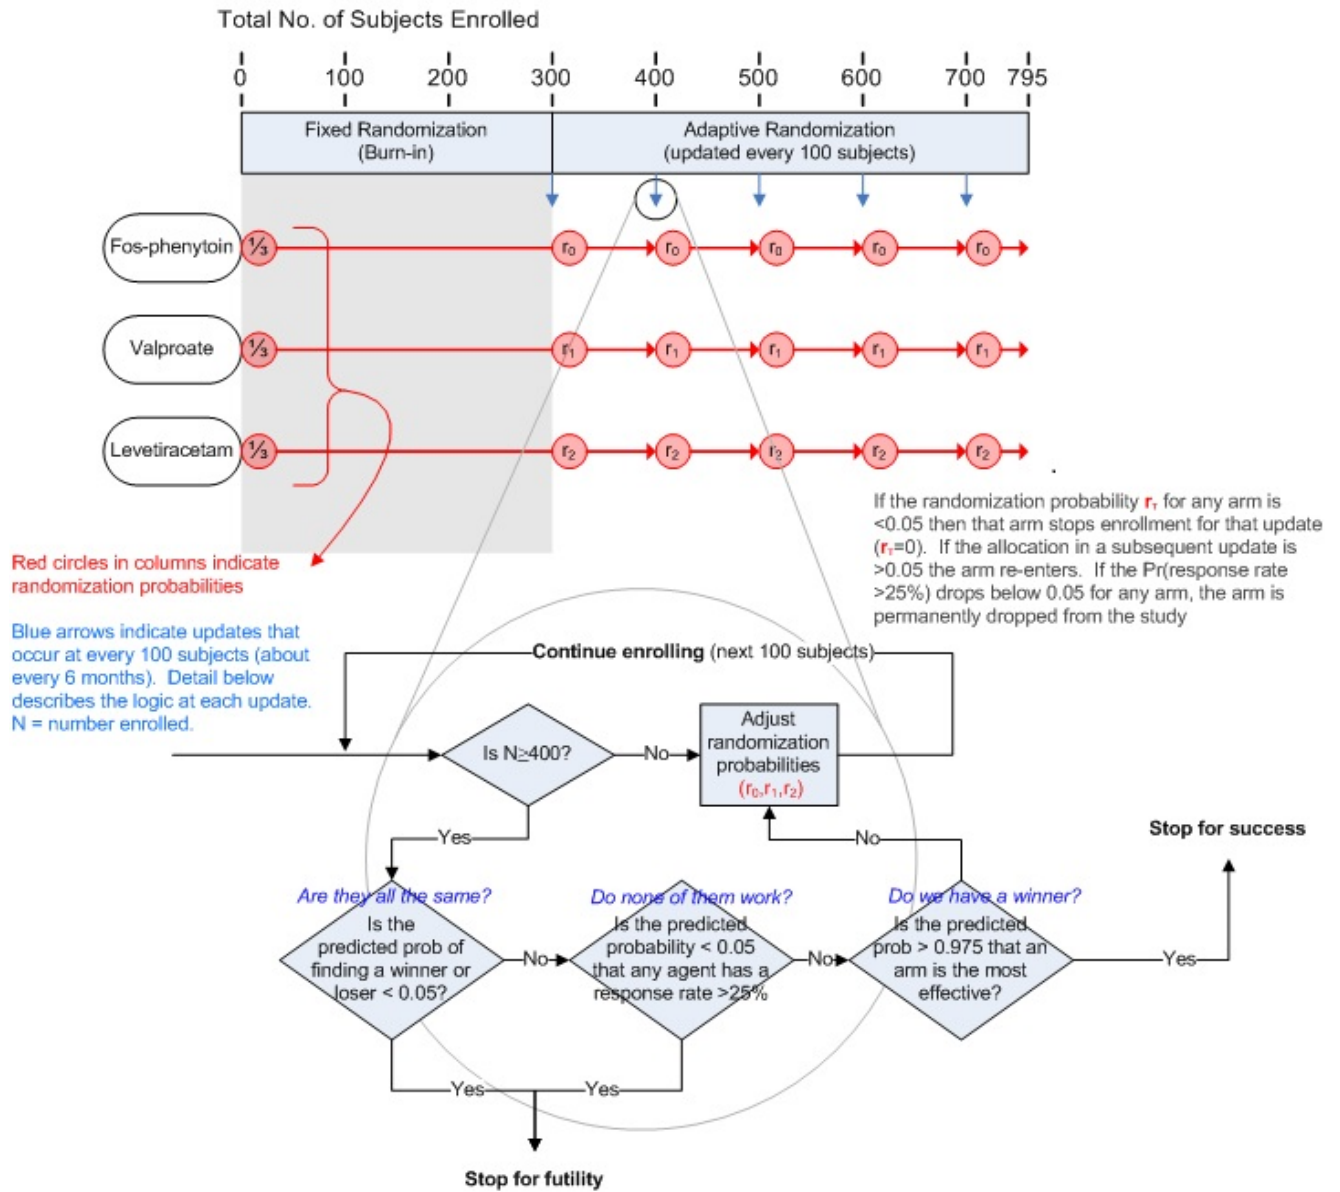 Total No. of Subjects Enrolled
0 100 200 300 400 500 600 700 795
Fixed Randomization
(Burn-in)
Adaptive Randomization
(updated every 100 subjects)
Fos-phenytoin ⅓ r₀ r₀ r₀ r₀ r₀
Valproate ⅓ r₁ r₁ r₁ r₁ r₁
Levetiracetam ⅓ r₂ r₂ r₂ r₂ r₂
If the randomization probability rₜ for any arm is
<0.05 then that arm stops enrollment for that update
(rₜ=0). If the allocation in a subsequent update is
>0.05 the arm re-enters. If the Pr(response rate
>25%) drops below 0.05 for any arm, the arm is
permanently dropped from the study
Red circles in columns indicate
randomization probabilities
Blue arrows indicate updates that
occur at every 100 subjects (about
every 6 months). Detail below
describes the logic at each update.
N = number enrolled.
Continue enrolling (next 100 subjects)
Is N≥400?
No
Adjust
randomization
probabilities
(r₀,r₁,r₂)
Yes
No
Stop for success
Are they all the same?
Is the
predicted prob of
finding a winner or
loser < 0.05?
No
Do none of them work?
Is the predicted
probability < 0.05
that any agent has a
response rate >25%
No
Do we have a winner?
Is the predicted
prob > 0.975 that an
arm is the most
effective?
Yes
Yes
Yes
Stop for futility